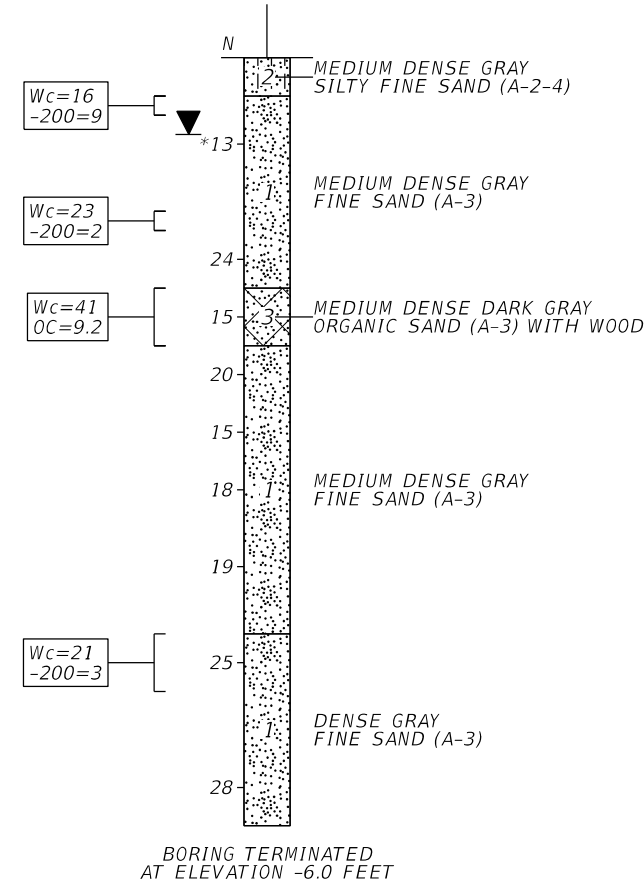 N
2
MEDIUM DENSE GRAY
SILTY FINE SAND (A-2-4)
Wc=16
-200=9
*13
1
MEDIUM DENSE GRAY
FINE SAND (A-3)
Wc=23
-200=2
24
Wc=41
OC=9.2
15
3
MEDIUM DENSE DARK GRAY
ORGANIC SAND (A-3) WITH WOOD
20
15
18
1
MEDIUM DENSE GRAY
FINE SAND (A-3)
19
Wc=21
-200=3
25
1
DENSE GRAY
FINE SAND (A-3)
28
BORING TERMINATED
AT ELEVATION -6.0 FEET